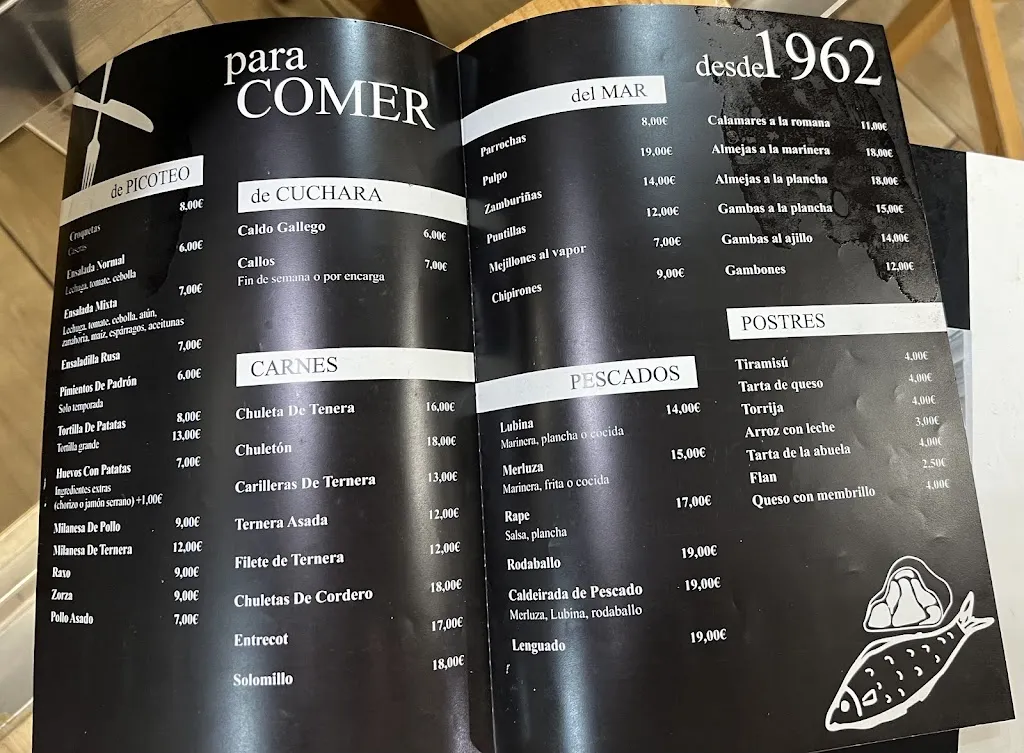 para
COMER
de PICOTEO
Croquetas 8,00€
Caseras
Ensalada Normal 6,00€
Lechuga, tomate, cebolla
Ensalada Mixta 7,00€
Lechuga, tomate, cebolla, atún,
zanahoria, maiz, espárragos, aceitunas
Ensaladilla Rusa 7,00€
Pimientos De Padrón 6,00€
Solo temporada
Tortilla De Patatas 8,00€
Tortilla grande 13,00€
Huevos Con Patatas 7,00€
Ingredientes extras
(chorizo o jamón serrano) +1,00€
Milanesa De Pollo 9,00€
Milanesa De Ternera 12,00€
Raxo 9,00€
Zorza 9,00€
Pollo Asado 7,00€
de CUCHARA
Caldo Gallego 6,00€
Callos 7,00€
Fin de semana o por encarga
CARNES
Chuleta De Tenera 16,00€
Chuletón 18,00€
Carilleras De Ternera 13,00€
Ternera Asada 12,00€
Filete de Ternera 12,00€
Chuletas De Cordero 18,00€
Entrecot 17,00€
Solomillo 18,00€
desde 1962
del MAR
Parrochas 8,00€
Pulpo 19,00€
Zamburiñas 14,00€
Puntillas 12,00€
Mejillones al vapor 7,00€
Chipirones 9,00€
Calamares a la romana 11,00€
Almejas a la marinera 18,00€
Almejas a la plancha 18,00€
Gambas a la plancha 15,00€
Gambas al ajillo 14,00€
Gambones 12,00€
PESCADOS
Lubina 14,00€
Marinera, plancha o cocida
Merluza 15,00€
Marinera, frita o cocida
Rape 17,00€
Salsa, plancha
Rodaballo 19,00€
Caldeirada de Pescado 19,00€
Merluza, Lubina, rodaballo
Lenguado 19,00€
POSTRES
Tiramisú 4,00€
Tarta de queso 4,00€
Torrija 4,00€
Arroz con leche 3,00€
Tarta de la abuela 4,00€
Flan 2,50€
Queso con membrillo 4,00€